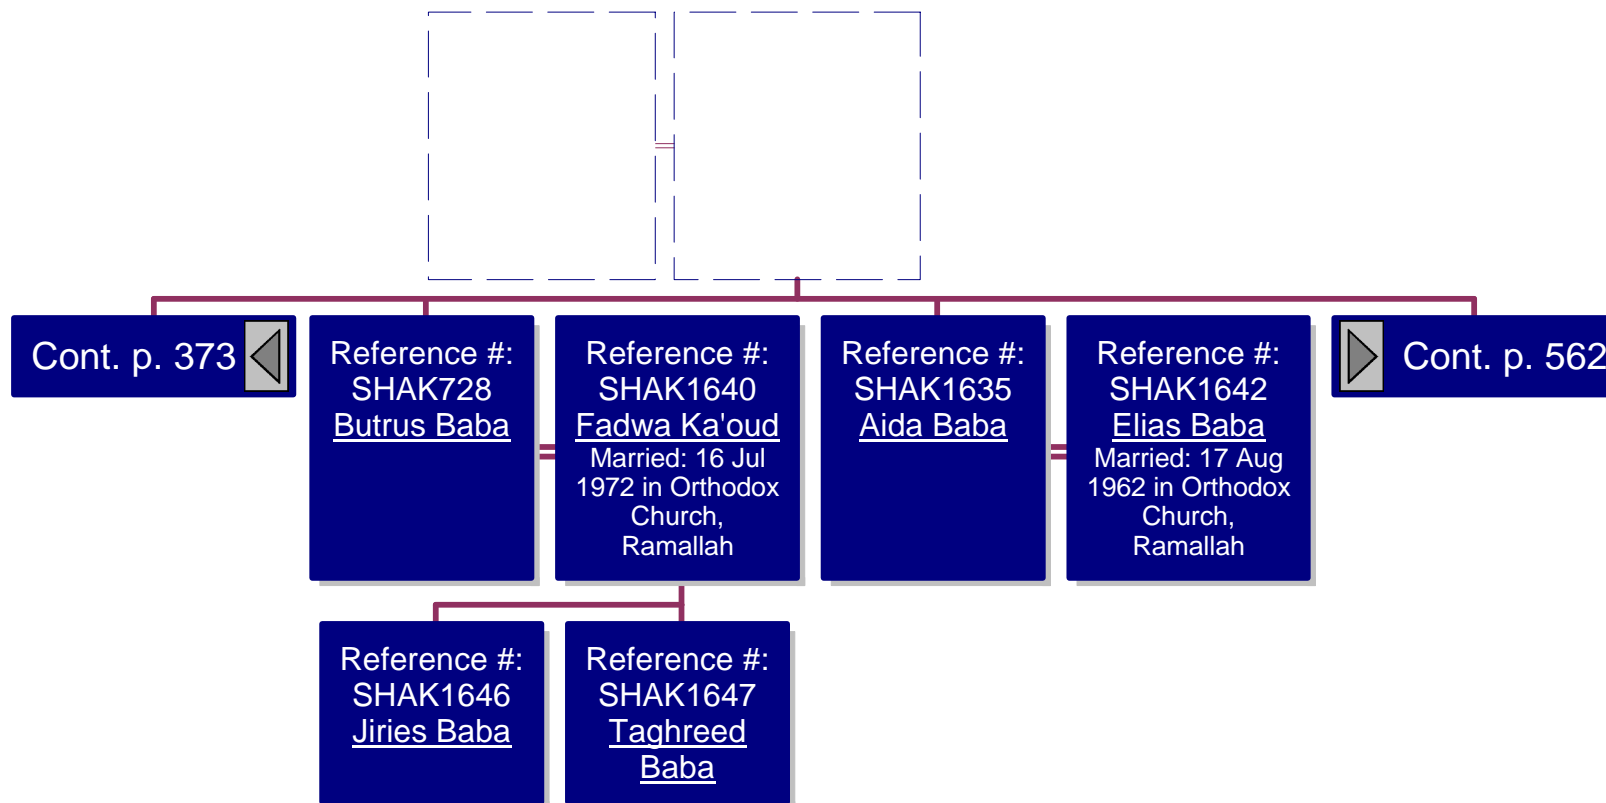 Cont. p. 373
Reference #:
SHAK728
Butrus Baba
Reference #:
SHAK1640
Fadwa Ka'oud
Married: 16 Jul
1972 in Orthodox
Church,
Ramallah
Reference #:
SHAK1635
Aida Baba
Reference #:
SHAK1642
Elias Baba
Married: 17 Aug
1962 in Orthodox
Church,
Ramallah
Cont. p. 562
Reference #:
SHAK1646
Jiries Baba
Reference #:
SHAK1647
Taghreed
Baba